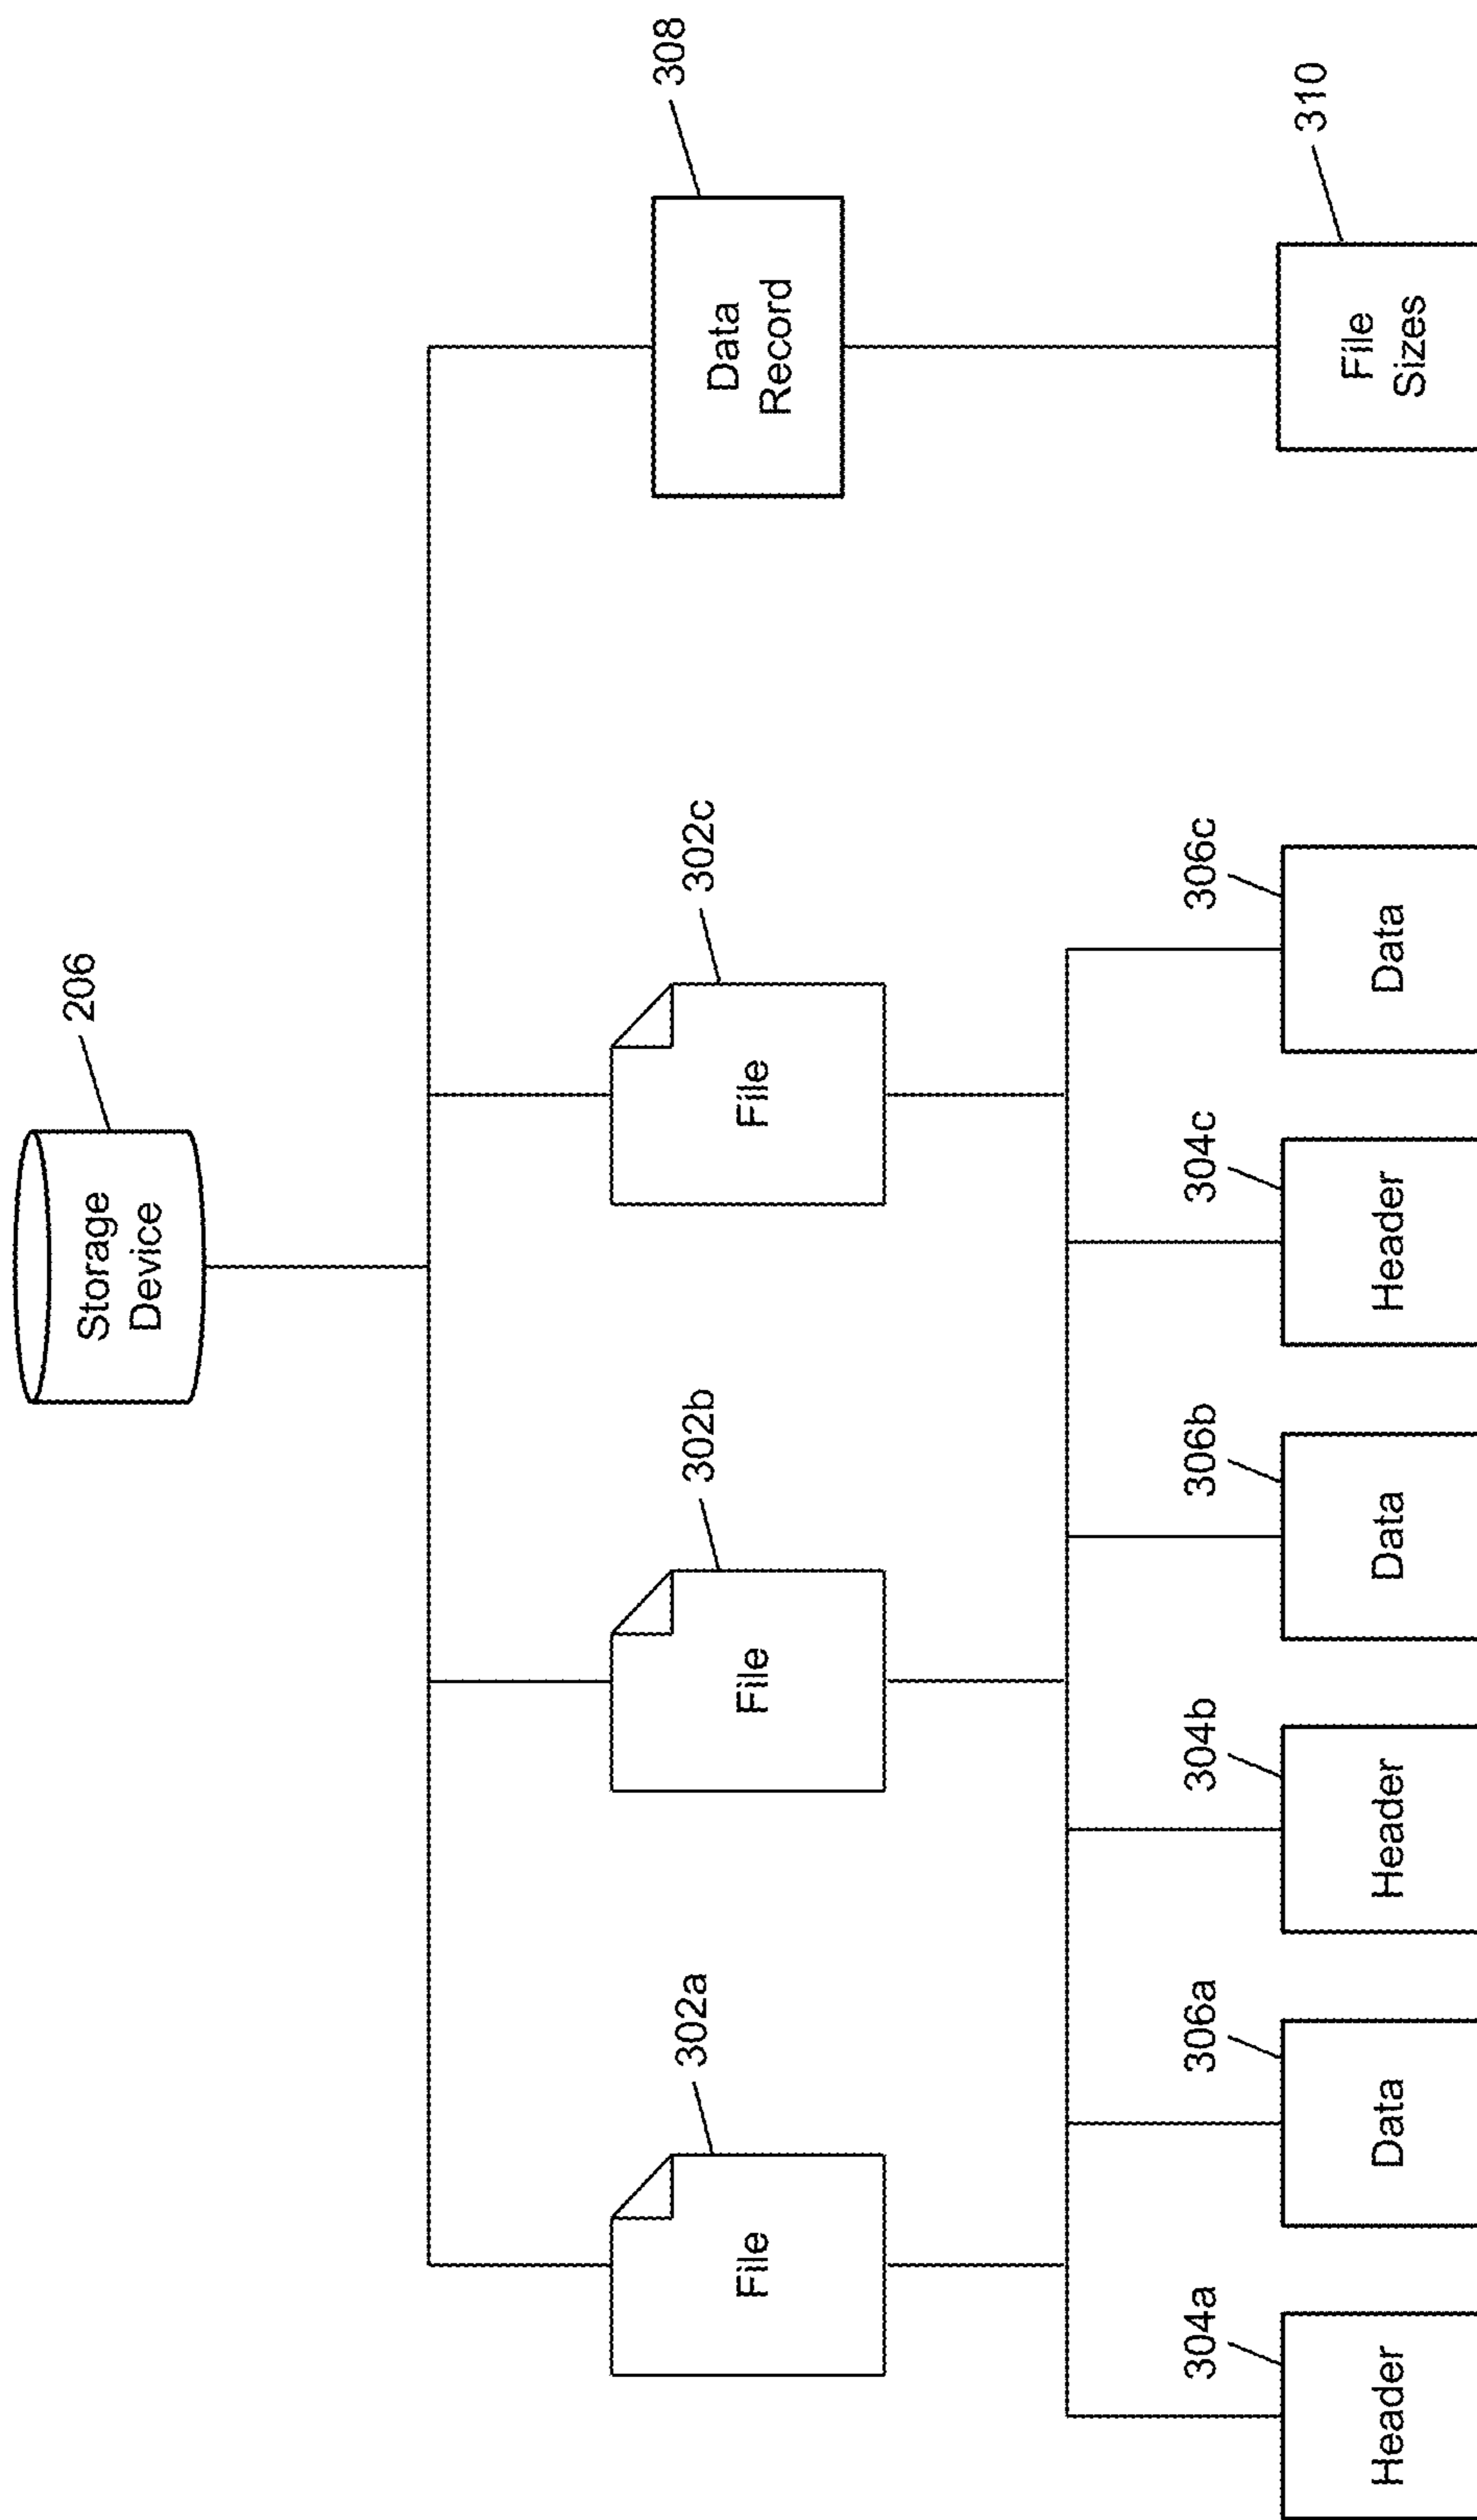 206
Storage
Device
302a
302b
302c
308
File
File
File
Data
Record
304a
306a
304b
306b
304c
306c
310
Header
Data
Header
Data
Header
Data
File
Sizes